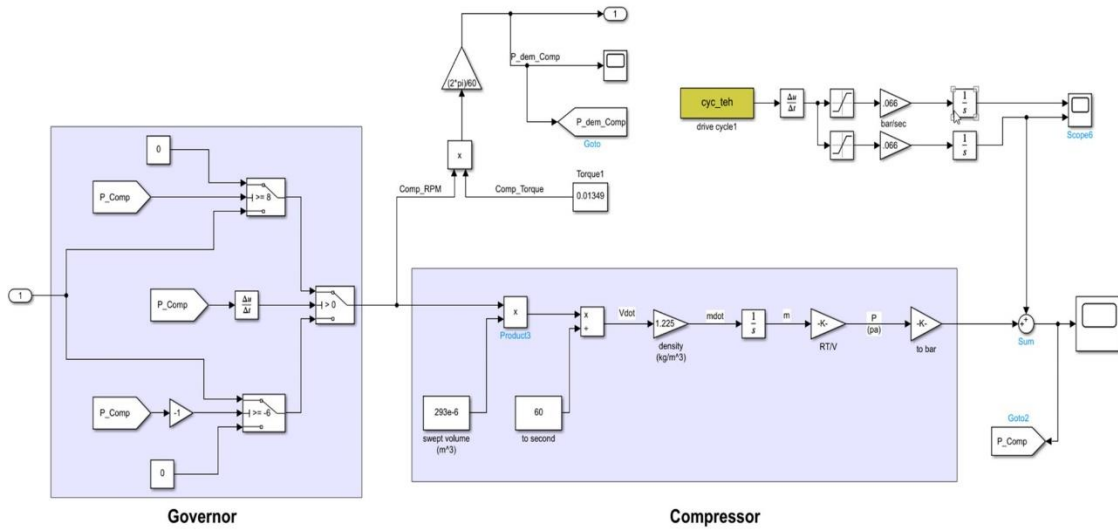 1
(2*pi)/60
P_dem_Comp
P_dem_Comp
Goto
cyc_teh
drive cycle1
Δu
Δt
.066
bar/sec
1
s
.066
1
s
Scope6
0
P_Comp
>= 8
x
Comp_RPM
Comp_Torque
Torque1
0.01349
1
P_Comp
Δu
Δt
> 0
P_Comp
-1
>= -6
0
x
Product3
x
÷
Vdot
1.225
density
(kg/m^3)
mdot
1
s
m
-K-
RT/V
P
(pa)
-K-
to bar
+
+
Sum
293e-6
swept volume
(m^3)
60
to second
Goto2
P_Comp
Governor
Compressor